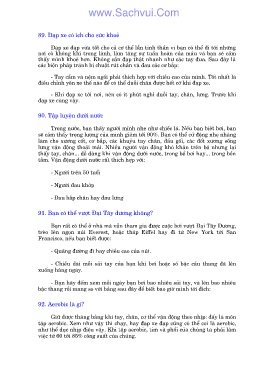 www.Sachvui.Com
89. Đạp xe có ích cho sức khoẻ
Đạp xe đạp vừa tốt cho cả cơ thể lẫn tinh thần vì bạn có thể đi tới những
nơi có không khí trong lành, làm tăng sự tuần hoàn của máu và bạn sẽ cảm
thấy mình khoẻ hơn. Không cần đạp thật nhanh như các tay đua. Sau đây là
các biện pháp tránh bị chuột rút chân và đau các cơ bắp:
- Tay cầm và nệm ngồi phải thích hợp với chiều cao của mình. Tốt nhất là
điều chỉnh yên xe thế nào để có thể duỗi chân được hết cỡ khi đạp xe.
- Khi đạp xe tới nơi, nên có ít phút nghỉ duỗi tay, chân, lưng. Trước khi
đạp xe cũng vậy.
90. Tập luyện dưới nước
Trong nước, bạn thấy người mình nhẹ như chiếc lá. Nếu bạn biết bơi, bạn
sẽ cảm thấy trọng lượng của mình giảm tới 90%. Bạn có thể cử động nhẹ nhàng
làm cho xương cốt, cơ bắp, các khuỷu tay chân, đầu gối, các đốt xương sống
lưng vận động thoải mái. Nhiều người vận động khó khăn trên bộ nhưng lại
thấy tay, chân... dễ dàng khi vận động dưới nước, trong bể bơi hay... trong bồn
tắm. Vận động dưới nước rất thích hợp với:
- Người trên 50 tuổi
- Người đau khớp
- Đau bắp chân hay đau lưng
91. Bạn có thể vượt Đại Tây dương không?
Bạn rất có thể ở nhà mà vẫn tham gia được cuộc bơi vượt Đại Tây Dương,
trèo lên ngọn núi Everest, hoặc tháp Eiffel hay đi từ New York tới San
Francisco, nếu bạn biết được:
- Quãng đường đi hay chiều cao của núi.
- Chiều dài mỗi sải tay của bạn khi bơi hoặc số bậc cầu thang đã lên
xuống hàng ngày.
- Bạn hãy đếm xem mỗi ngày bạn bơi bao nhiêu sải tay, và lên bao nhiêu
bậc thang rồi mang so với bảng sau đây để biết bao giờ mình tới đích:
92. Aerobic là gì?
Giữ được thăng bằng khi tay, chân, cơ thể vận động theo nhạc đấy là môn
tập aerobic. Xem như vậy thì chạy, hay đạp xe đạp cũng có thể coi là aerobic,
như thể dục nhịp điệu vậy. Khi tập aerobic, tim và phổi của chúng ta phải làm
việc từ 60 tới 85% công suất của chúng.